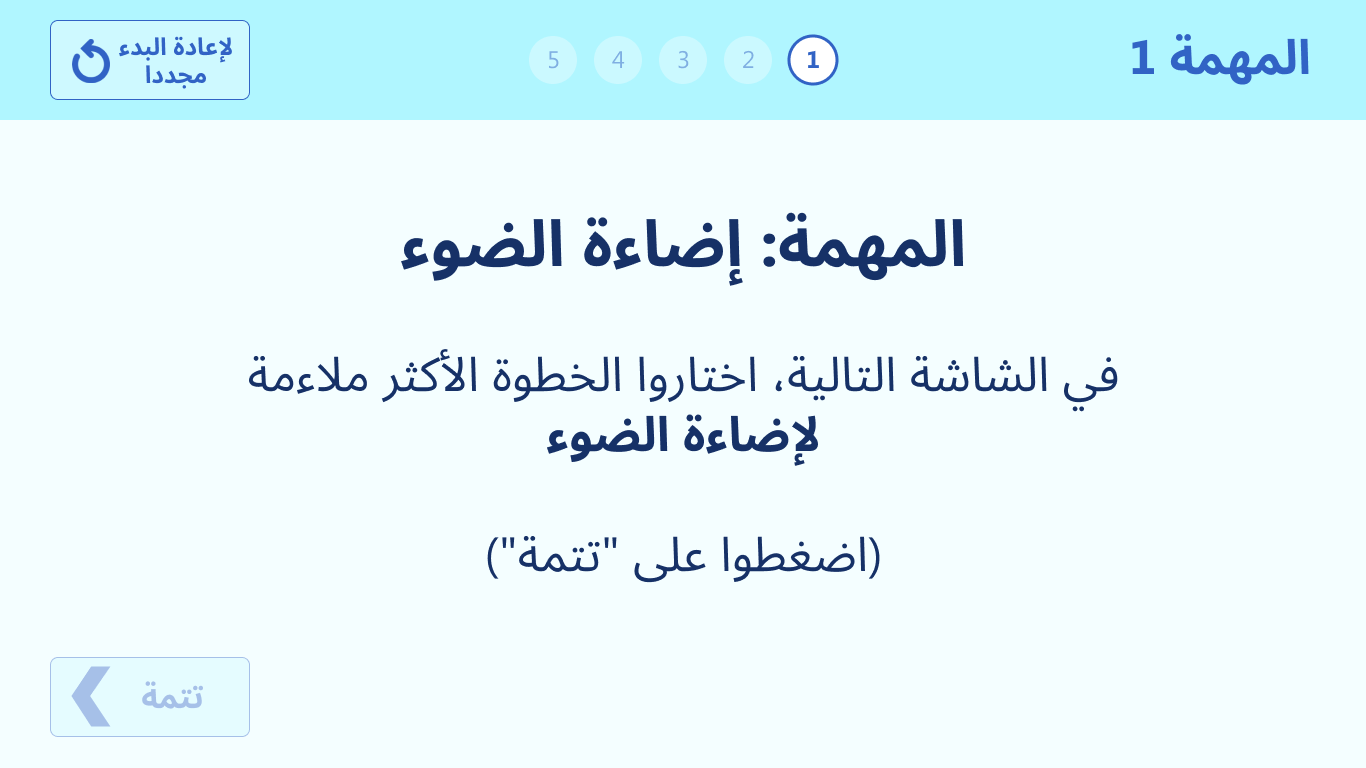 المهمة 1
1 2 3 4 5
لإعادة البدء
مجددا
المهمة: إضاءة الضوء
في الشاشة التالية، اختاروا الخطوة الأكثر ملاءمة
لإضاءة الضوء
(اضغطوا على "تتمة")
تتمة